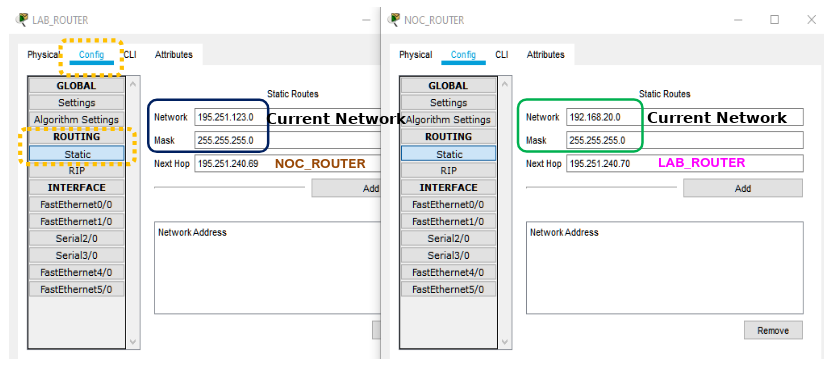 LAB_ROUTER
Physical Config CLI Attributes
GLOBAL
Settings
Algorithm Settings
ROUTING
Static
RIP
INTERFACE
FastEthernet0/0
FastEthernet1/0
Serial2/0
Serial3/0
FastEthernet4/0
FastEthernet5/0
Static Routes
Network 195.251.123.0 Current Network
Mask 255.255.255.0
Next Hop 195.251.240.69 NOC_ROUTER
Add
Network Address
NOC_ROUTER
Physical Config CLI Attributes
GLOBAL
Settings
Algorithm Settings
ROUTING
Static
RIP
INTERFACE
FastEthernet0/0
FastEthernet1/0
Serial2/0
Serial3/0
FastEthernet4/0
FastEthernet5/0
Static Routes
Network 192.168.20.0 Current Network
Mask 255.255.255.0
Next Hop 195.251.240.70 LAB_ROUTER
Add
Network Address
Remove